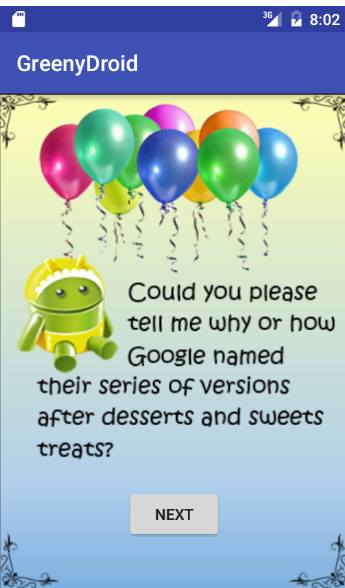 3G 8:02
GreenyDroid
Could you please
tell me why or how
Google named
their series of versions
after desserts and sweets
treats?
NEXT